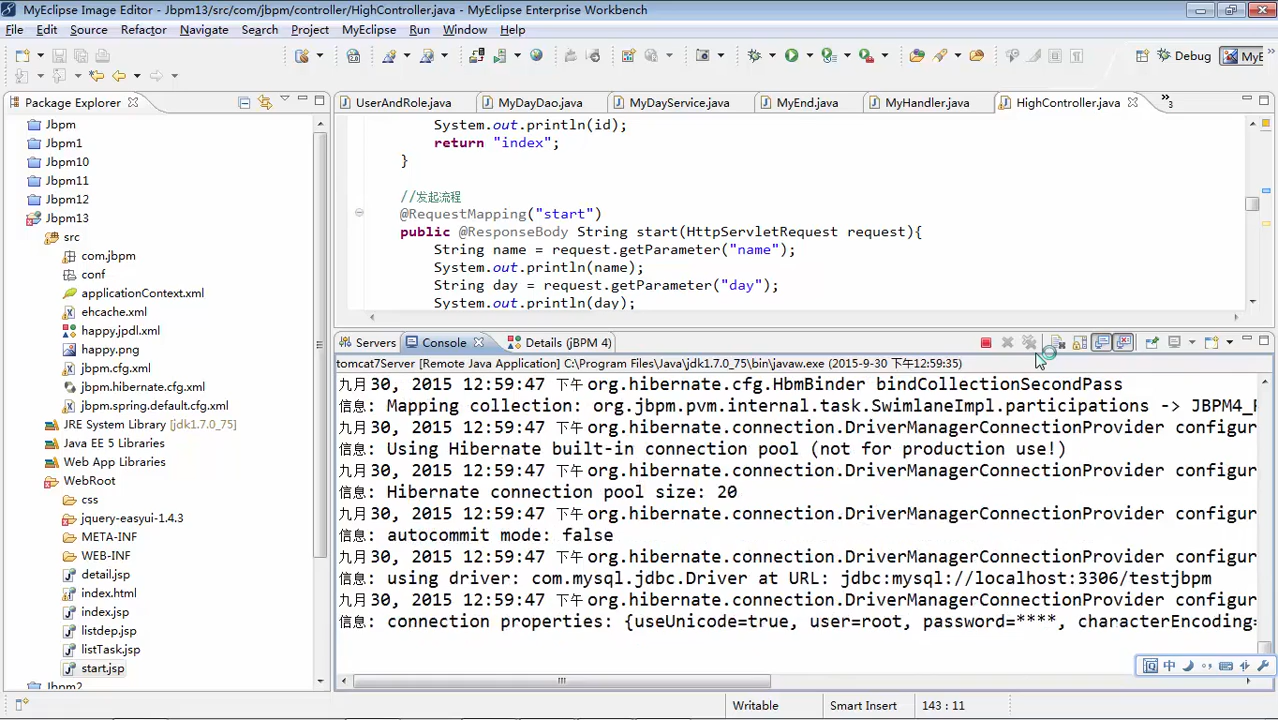 MyEclipse Image Editor - Jbpm13/src/com/jbpm/controller/HighController.java - MyEclipse Enterprise Workbench
File Edit Source Refactor Navigate Search Project MyEclipse Run Window Help
Debug MyE
Package Explorer
UserAndRole.java MyDayDao.java MyDayService.java MyEnd.java MyHandler.java HighController.java »3
Jbpm
Jbpm1
Jbpm10
Jbpm11
Jbpm12
Jbpm13
src
com.jbpm
conf
applicationContext.xml
ehcache.xml
happy.jpdl.xml
happy.png
javaw.cfg.xml
jbpm.hibernate.cfg.xml
jbpm.spring.default.cfg.xml
JRE System Library [jdk1.7.0_75]
Java EE 5 Libraries
Web App Libraries
WebRoot
css
jquery-easyui-1.4.3
META-INF
WEB-INF
detail.jsp
index.html
index.jsp
listdep.jsp
listTask.jsp
start.jsp
Jbpm2
System.out.println(id);
return "index";
}
//发起流程
@RequestMapping("start")
public @ResponseBody String start(HttpServletRequest request){
String name = request.getParameter("name");
System.out.println(name);
String day = request.getParameter("day");
System.out.println(day);
Servers Console Details (jBPM 4)
tomcat7Server [Remote Java Application] C:\Program Files\Java\jdk1.7.0_75\bin\javaw.exe (2015-9-30 下午12:59:35)
九月 30, 2015 12:59:47 下午 org.hibernate.cfg.HbmBinder bindCollectionSecondPass
信息: Mapping collection: org.jbpm.pvm.internal.task.SwimlaneImpl.participations -> JBPM4_
九月 30, 2015 12:59:47 下午 org.hibernate.connection.DriverManagerConnectionProvider configur
信息: Using Hibernate built-in connection pool (not for production use!)
九月 30, 2015 12:59:47 下午 org.hibernate.connection.DriverManagerConnectionProvider configur
信息: Hibernate connection pool size: 20
九月 30, 2015 12:59:47 下午 org.hibernate.connection.DriverManagerConnectionProvider configur
信息: autocommit mode: false
九月 30, 2015 12:59:47 下午 org.hibernate.connection.DriverManagerConnectionProvider configur
信息: using driver: com.mysql.jdbc.Driver at URL: jdbc:mysql://localhost:3306/testjbpm
九月 30, 2015 12:59:47 下午 org.hibernate.connection.DriverManagerConnectionProvider configur
信息: connection properties: {useUnicode=true, user=root, password=****, characterEncoding=
中
Writable Smart Insert 143 : 11